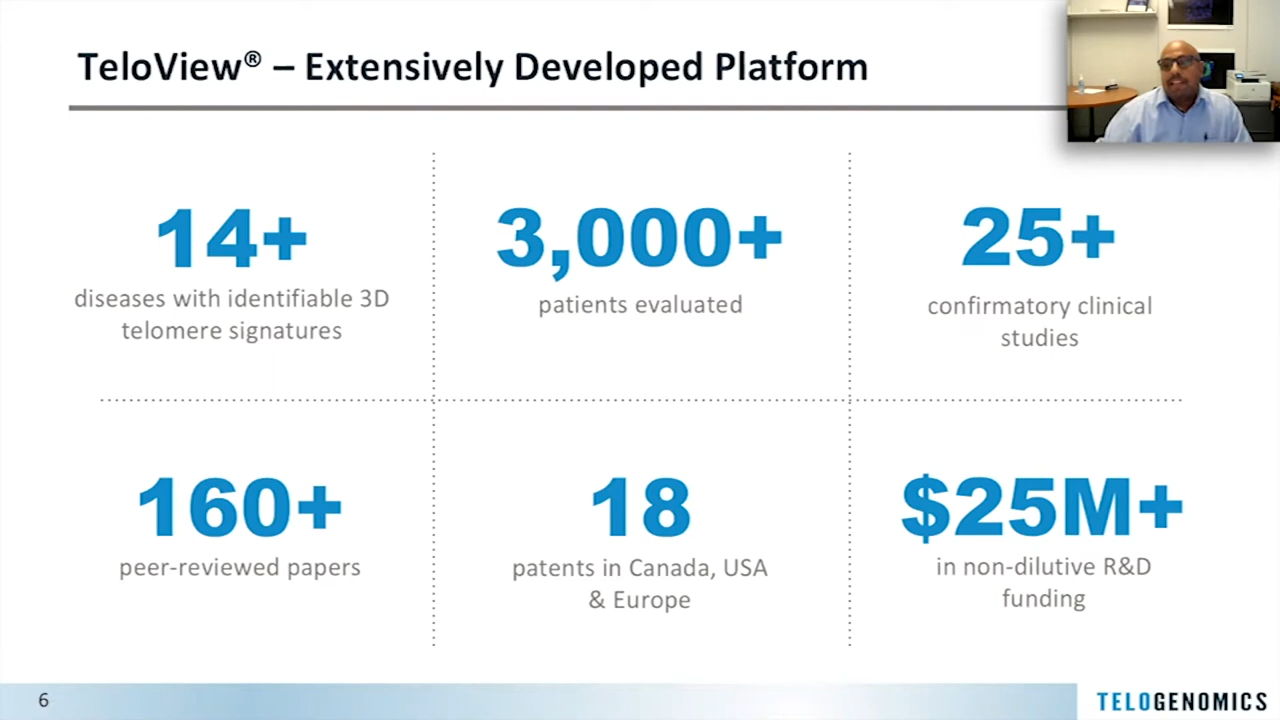 TeloView® – Extensively Developed Platform
14+
diseases with identifiable 3D
telomere signatures
3,000+
patients evaluated
25+
confirmatory clinical
studies
160+
peer-reviewed papers
18
patents in Canada, USA
& Europe
$25M+
in non-dilutive R&D
funding
6
TELOGENOMICS